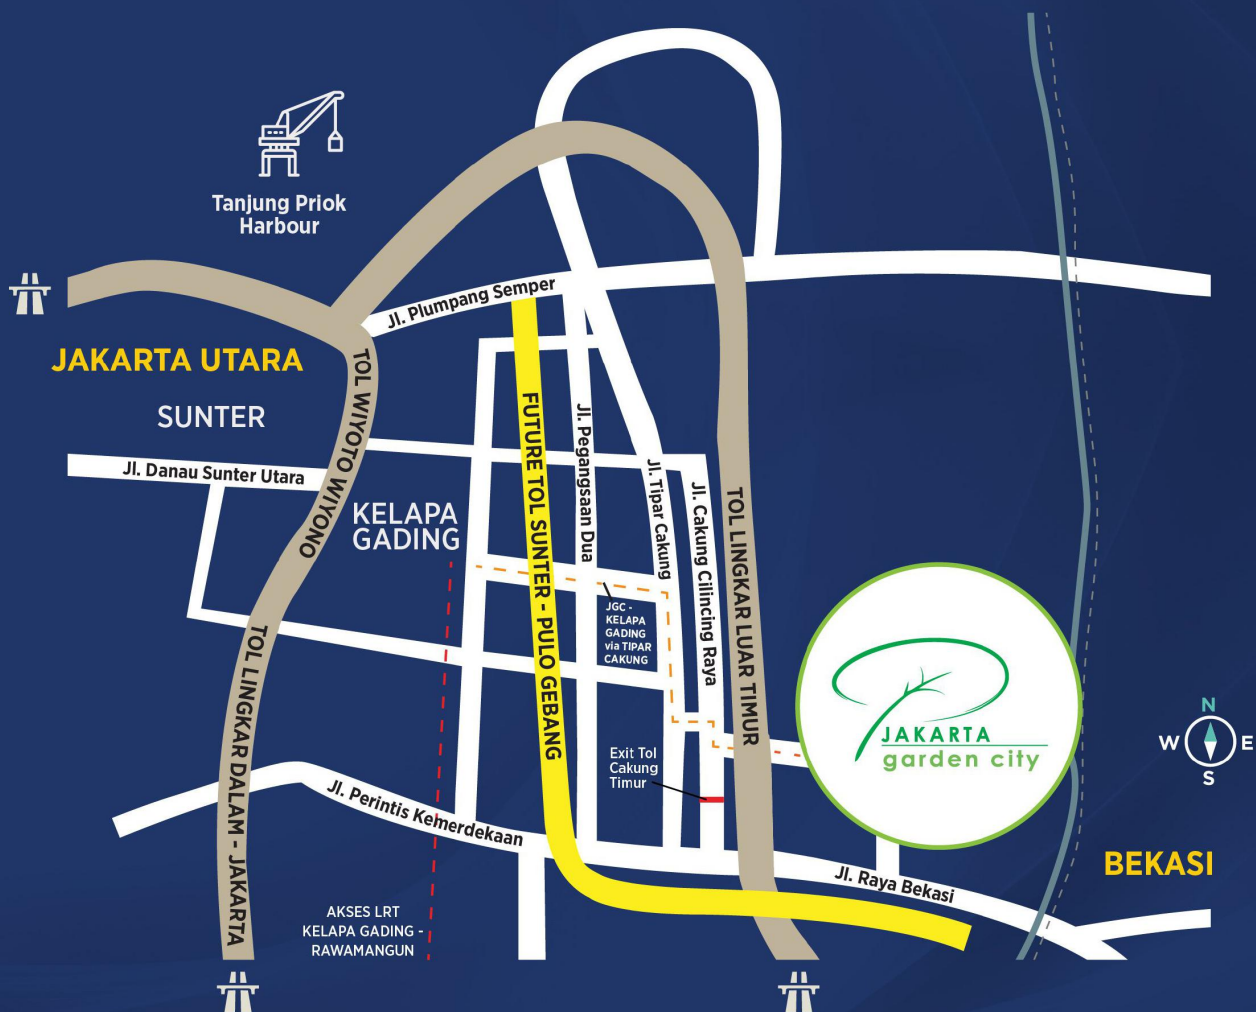 Tanjung Priok
Harbour
Jl. Plumpang Semper
JAKARTA UTARA
SUNTER
TOL WIYOTO WIYONO
Jl. Danau Sunter Utara
KELAPA
GADING
FUTURE TOL SUNTER - PULO GEBANG
Jl. Pegangsaan Dua
Jl. Tipar Cakung
Jl. Cakung Cilincing Raya
TOL LINGKAR LUAR TIMUR
JGC -
KELAPA
GADING
via TIPAR
CAKUNG
TOL LINGKAR DALAM - JAKARTA
JAKARTA
garden city
N
W
E
S
Exit Tol
Cakung
Timur
Jl. Perintis Kemerdekaan
Jl. Raya Bekasi
BEKASI
AKSES LRT
KELAPA GADING -
RAWAMANGUN